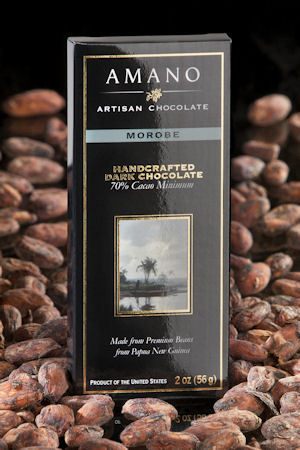 AMANO
ARTISAN CHOCOLATE
MOROBE
HANDCRAFTED
DARK CHOCOLATE
70% Cacao Minimum
Made from Premium Beans
from Papua New Guinea
PRODUCT OF THE UNITED STATES 2 oz (56 g)